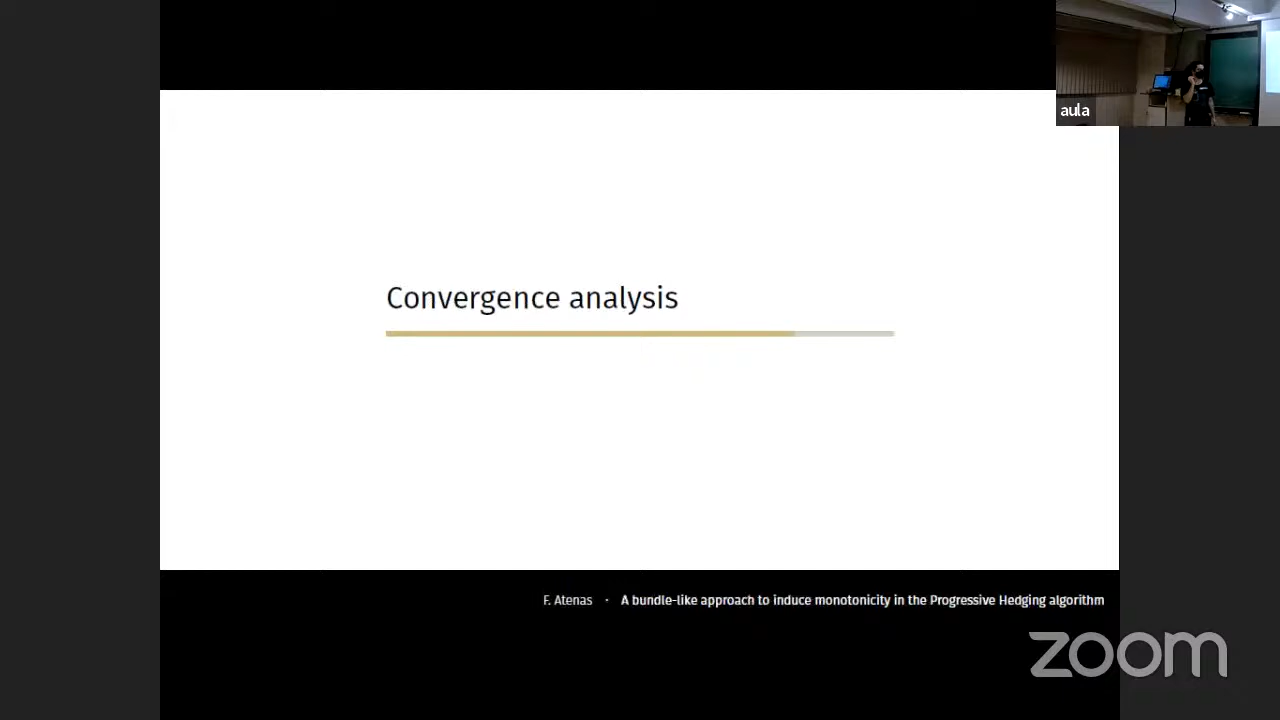 aula
Convergence analysis
F. Atenas · A bundle-like approach to induce monotonicity in the Progressive Hedging algorithm
zoom